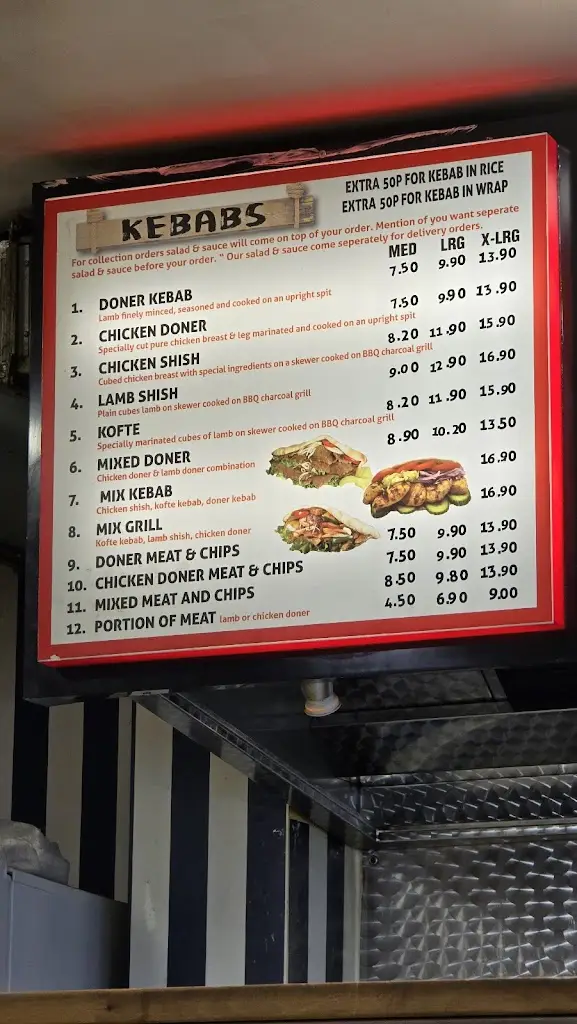 KEBABS
EXTRA 50P FOR KEBAB IN RICE
EXTRA 50P FOR KEBAB IN WRAP
For collection orders salad & sauce will come on top of your order. Mention of you want seperate
salad & sauce before your order. " Our salad & sauce come seperately for delivery orders.
MED LRG X-LRG
1. DONER KEBAB 7.50 9.90 13.90
Lamb finely minced, seasoned and cooked on an upright spit
2. CHICKEN DONER 7.50 9.90 13.90
Specially cut pure chicken breast & leg marinated and cooked on an upright spit
3. CHICKEN SHISH 8.20 11.90 15.90
Cubed chicken breast with special ingredients on a skewer cooked on BBQ charcoal grill
4. LAMB SHISH 9.00 12.90 16.90
Plain cubes lamb on skewer cooked on BBQ charcoal grill
5. KOFTE 8.20 11.90 15.90
Specially marinated cubes of lamb on skewer cooked on BBQ charcoal grill
6. MIXED DONER 8.90 10.20 13.50
Chicken doner & lamb doner combination
7. MIX KEBAB 16.90
Chicken shish, kofte kebab, doner kebab
8. MIX GRILL 16.90
Kofte kebab, lamb shish, chicken doner
9. DONER MEAT & CHIPS 7.50 9.90 13.90
10. CHICKEN DONER MEAT & CHIPS 7.50 9.90 13.90
11. MIXED MEAT AND CHIPS 8.50 9.80 13.90
12. PORTION OF MEAT lamb or chicken doner 4.50 6.90 9.00